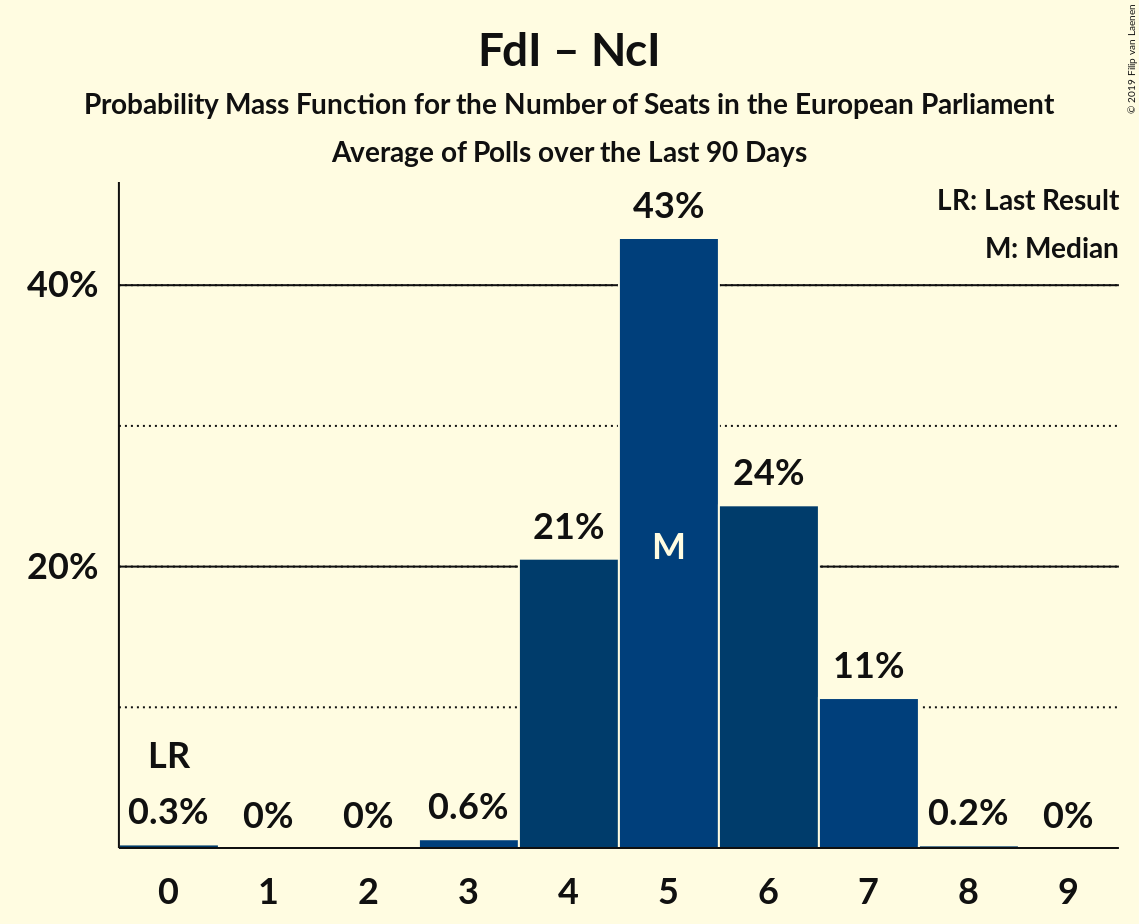 FdI – NcI
Probability Mass Function for the Number of Seats in the European Parliament
Average of Polls over the Last 90 Days
© 2019 Filip van Laenen
LR: Last Result
M: Median
40%
20%
LR
0.3%
0%
0%
0.6%
21%
43%
M
24%
11%
0.2%
0%
0 1 2 3 4 5 6 7 8 9